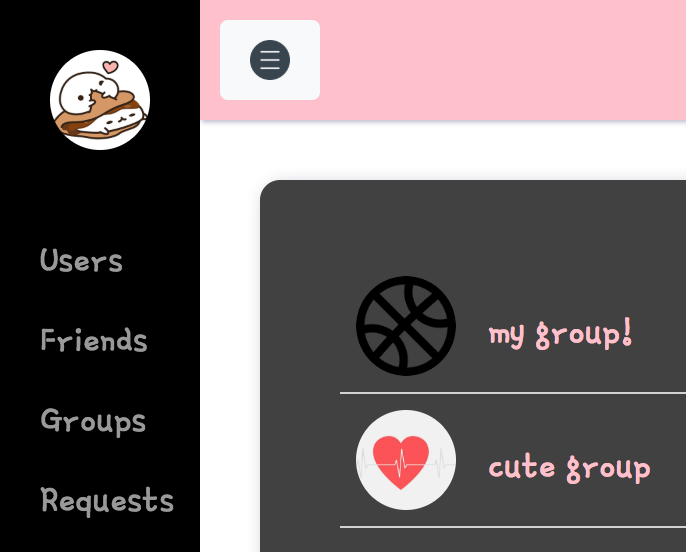 Users
Friends
Groups
Requests
my group!
cute group